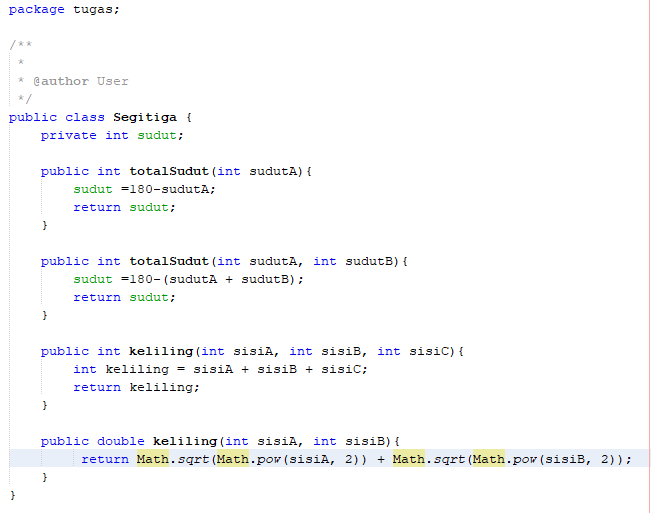 package tugas;
/**
 *
 * @author User
 */
public class Segitiga {
    private int sudut;
    public int totalSudut(int sudutA){
        sudut =180-sudutA;
        return sudut;
    }
    public int totalSudut(int sudutA, int sudutB){
        sudut =180-(sudutA + sudutB);
        return sudut;
    }
    public int keliling(int sisiA, int sisiB, int sisiC){
        int keliling = sisiA + sisiB + sisiC;
        return keliling;
    }
    public double keliling(int sisiA, int sisiB){
         return Math.sqrt(Math.pow(sisiA, 2)) + Math.sqrt(Math.pow(sisiB, 2));
    }
}